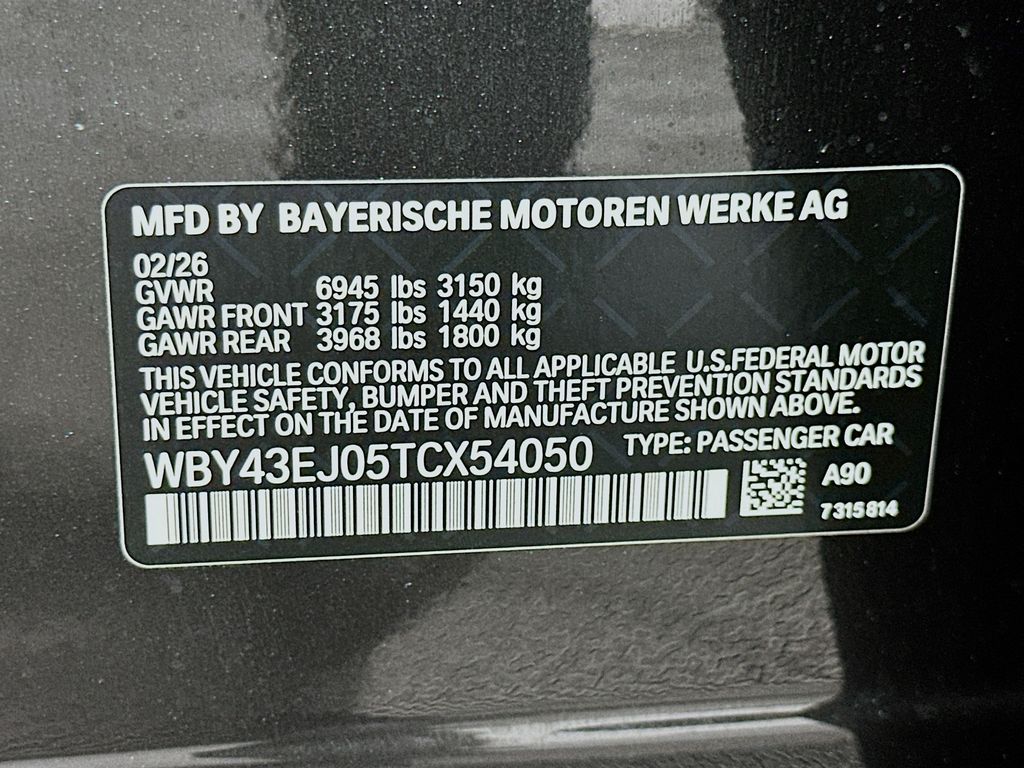 MFD BY BAYERISCHE MOTOREN WERKE AG
02/26
GVWR 6945 lbs 3150 kg
GAWR FRONT 3175 lbs 1440 kg
GAWR REAR 3968 lbs 1800 kg
THIS VEHICLE CONFORMS TO ALL APPLICABLE U.S.FEDERAL MOTOR
VEHICLE SAFETY, BUMPER AND THEFT PREVENTION STANDARDS
IN EFFECT ON THE DATE OF MANUFACTURE SHOWN ABOVE.
WBY43EJ05TCX54050 TYPE: PASSENGER CAR
A90
7315814